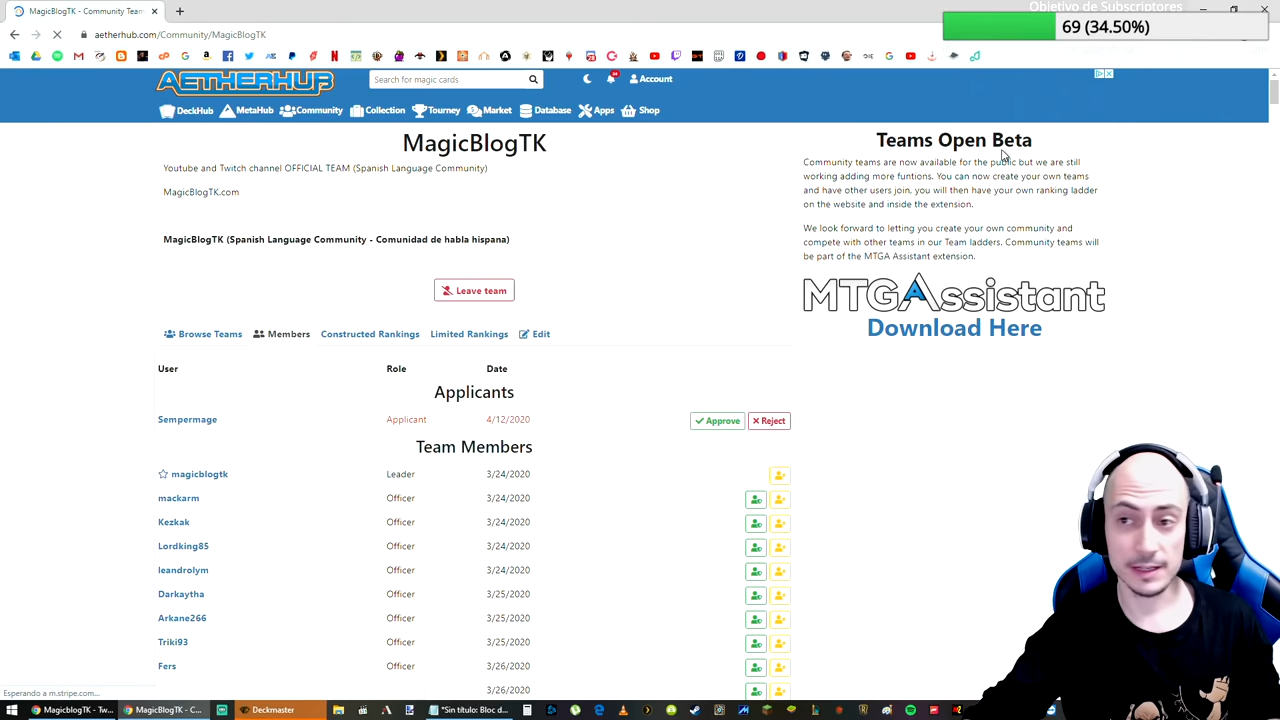 MagicBlogTK - Community Team
Objetivo de Subscriptores
69 (34.50%)
aetherhub.com/Community/MagicBlogTK
AETHERHUB
Search for magic cards
Account
DeckHub
MetaHub
Community
Collection
Tourney
Market
Database
Apps
Shop
MagicBlogTK
Youtube and Twitch channel OFFICIAL TEAM (Spanish Language Community)
MagicBlogTK.com
MagicBlogTK (Spanish Language Community - Comunidad de habla hispana)
Leave team
Browse Teams
Members
Constructed Rankings
Limited Rankings
Edit
User Role Date
Applicants
Sempermage Applicant 4/12/2020 Approve Reject
Team Members
magicblogtk Leader 3/24/2020
mackarm Officer 3/24/2020
Kezkak Officer 3/24/2020
Lordking85 Officer 3/24/2020
leandrolym Officer 3/24/2020
Darkaytha Officer 3/25/2020
Arkane266 Officer 3/25/2020
Triki93 Officer 3/25/2020
Fers Officer 3/26/2020
3/26/2020
Teams Open Beta
Community teams are now available for the public but we are still
working adding more funtions. You can now create your own teams
and have other users join, you will then have your own ranking ladder
on the website and inside the extension.
We look forward to letting you create your own community and
compete with other teams in our Team ladders. Community teams will
be part of the MTGA Assistant extension.
MTGAssistant
Download Here
Esperando a m.stripe.com...
MagicBlogTK - Tw...
MagicBlogTK - C...
Deckmaster
*Sin título: Bloc d...